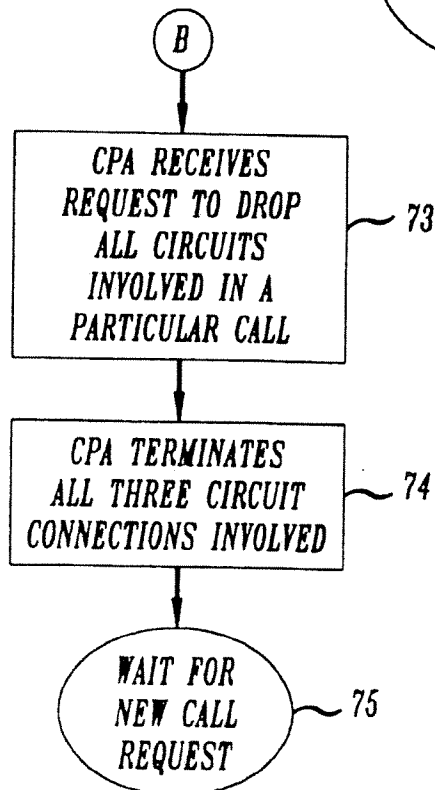 B
CPA RECEIVES
REQUEST TO DROP
ALL CIRCUITS
INVOLVED IN A
PARTICULAR CALL
73
CPA TERMINATES
ALL THREE CIRCUIT
CONNECTIONS INVOLVED
74
WAIT FOR
NEW CALL
REQUEST
75